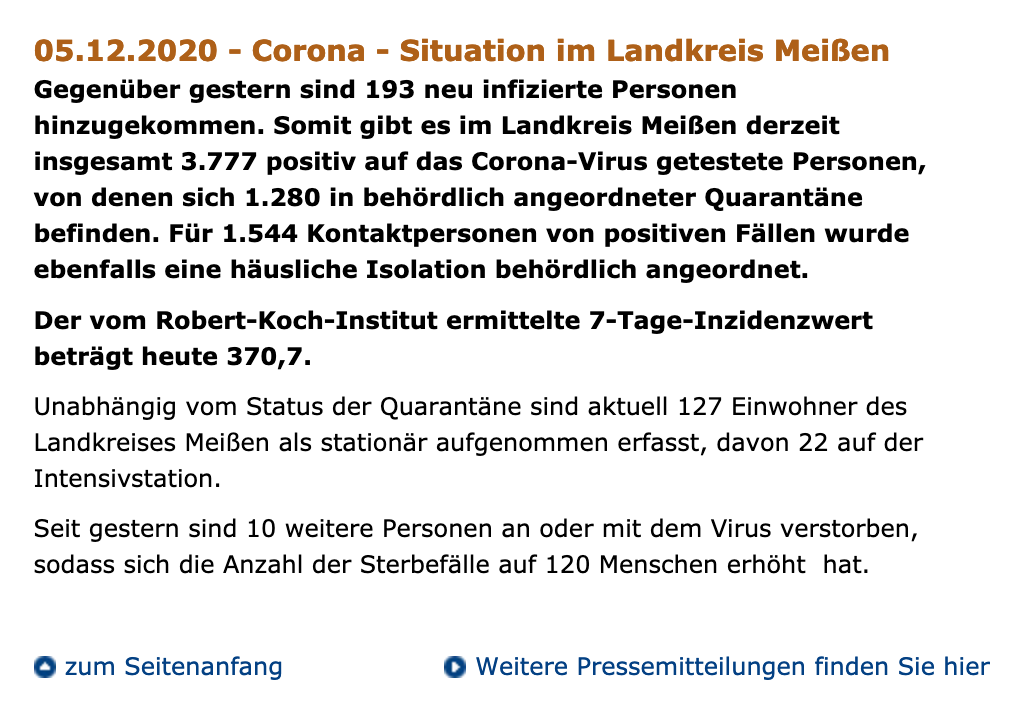 05.12.2020 - Corona - Situation im Landkreis Meißen
Gegenüber gestern sind 193 neu infizierte Personen
hinzugekommen. Somit gibt es im Landkreis Meißen derzeit
insgesamt 3.777 positiv auf das Corona-Virus getestete Personen,
von denen sich 1.280 in behördlich angeordneter Quarantäne
befinden. Für 1.544 Kontaktpersonen von positiven Fällen wurde
ebenfalls eine häusliche Isolation behördlich angeordnet.
Der vom Robert-Koch-Institut ermittelte 7-Tage-Inzidenzwert
beträgt heute 370,7.
Unabhängig vom Status der Quarantäne sind aktuell 127 Einwohner des
Landkreises Meißen als stationär aufgenommen erfasst, davon 22 auf der
Intensivstation.
Seit gestern sind 10 weitere Personen an oder mit dem Virus verstorben,
sodass sich die Anzahl der Sterbefälle auf 120 Menschen erhöht  hat.
zum Seitenanfang
Weitere Pressemitteilungen finden Sie hier